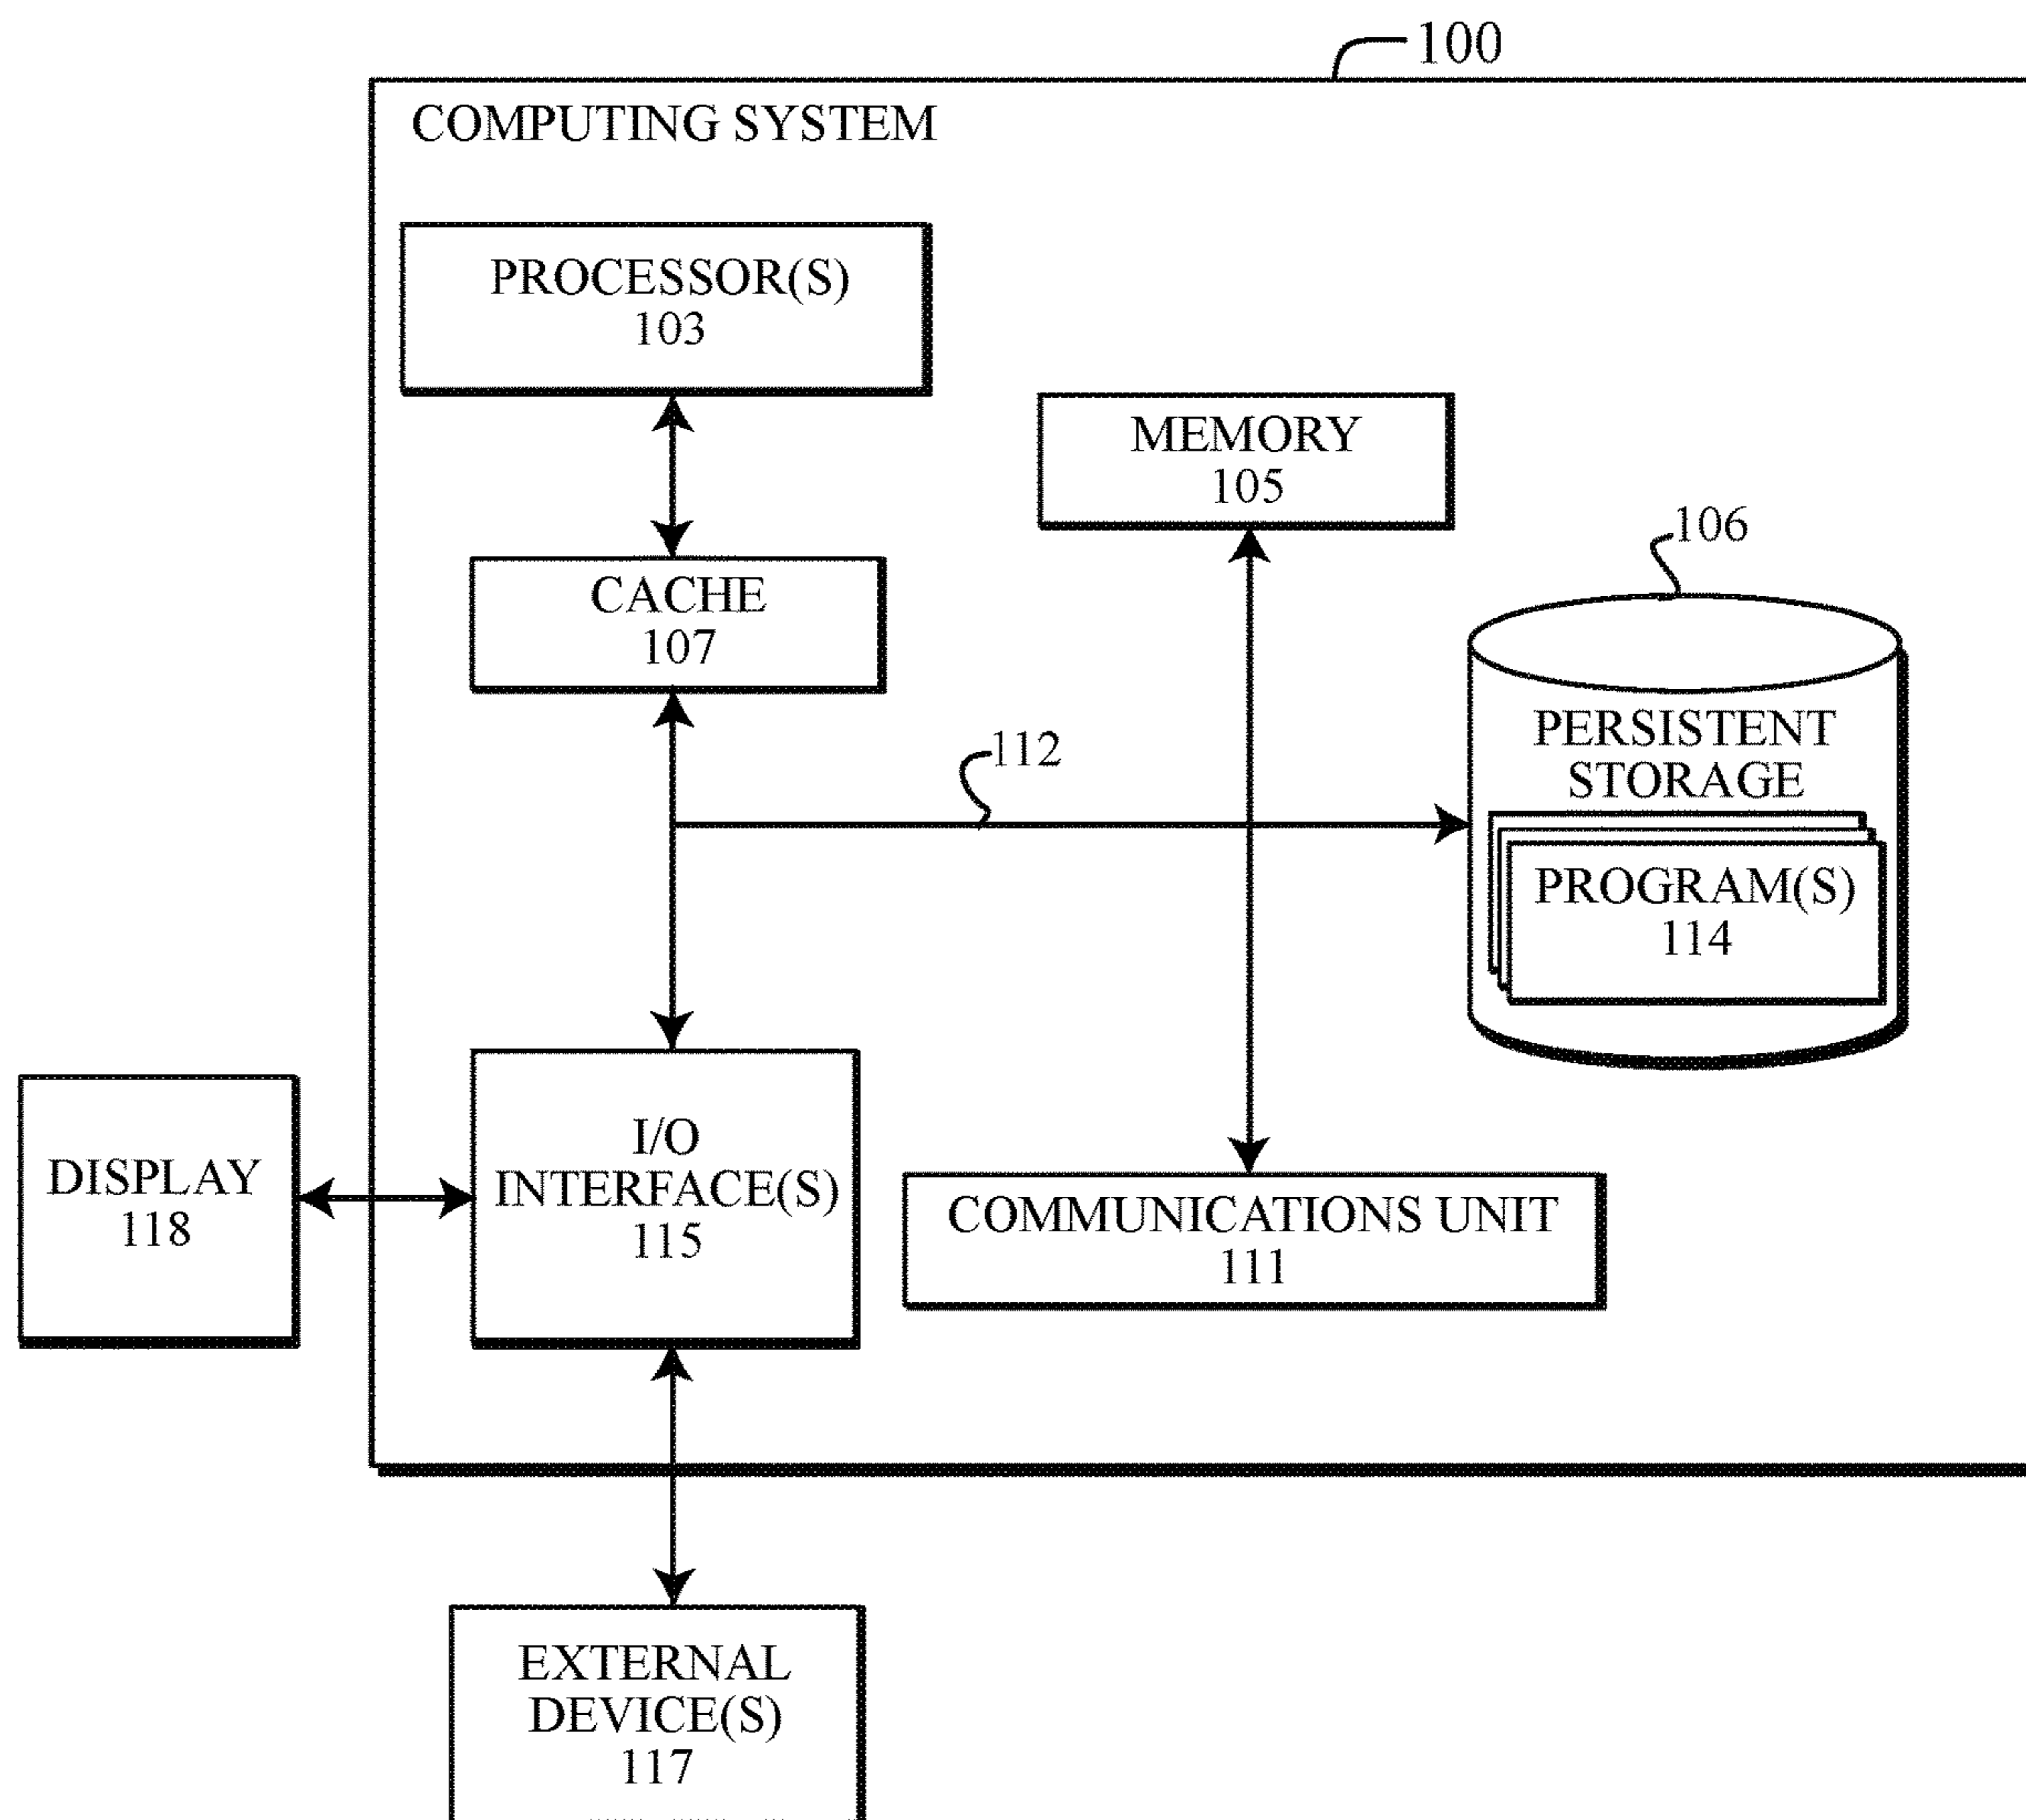 100
COMPUTING SYSTEM
PROCESSOR(S)
103
MEMORY
105
106
CACHE
107
112
PERSISTENT
STORAGE
PROGRAM(S)
114
I/O
INTERFACE(S)
115
DISPLAY
118
COMMUNICATIONS UNIT
111
EXTERNAL
DEVICE(S)
117